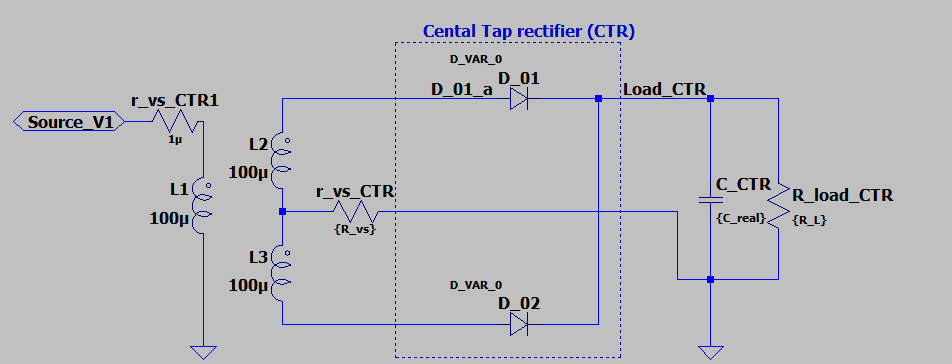 Cental Tap rectifier (CTR)
D_VAR_0
D_01
D_01_a
Load_CTR
r_vs_CTR1
Source_V1
1µ
L2
100µ
L1
100µ
r_vs_CTR
{R_vs}
C_CTR
{C_real}
R_load_CTR
{R_L}
L3
100µ
D_VAR_0
D_02